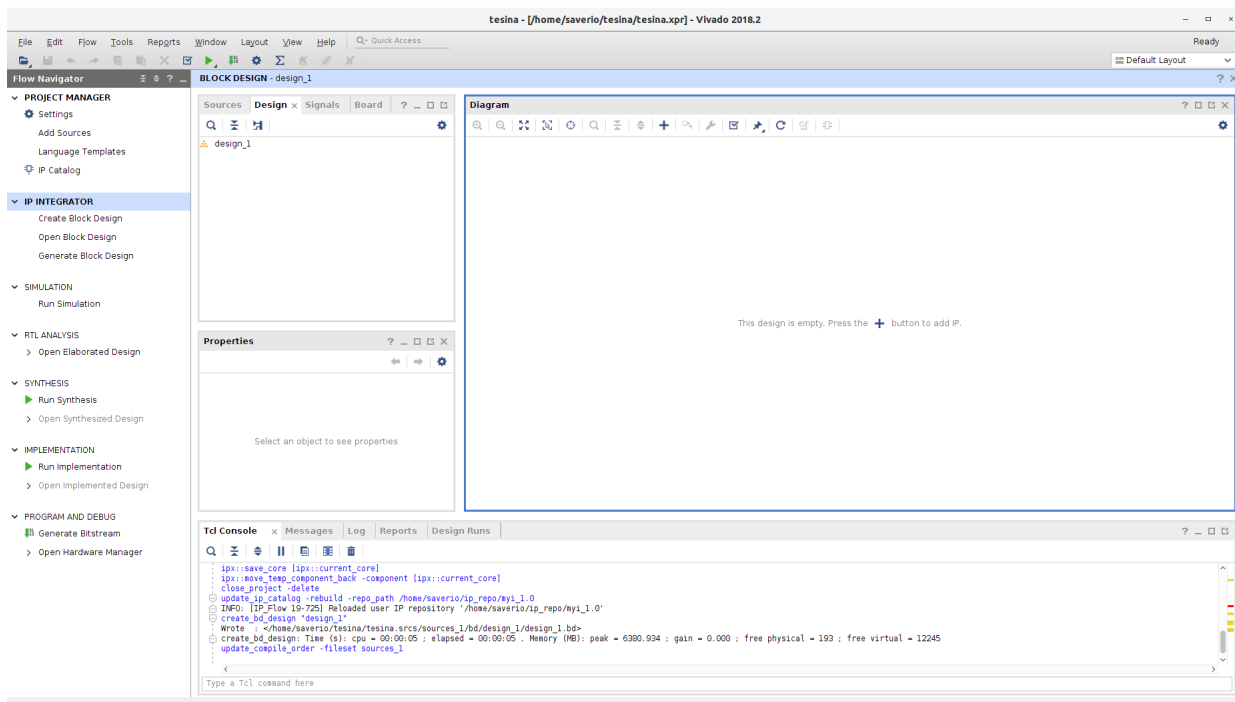 tesina - [/home/saverio/tesina/tesina.xpr] - Vivado 2018.2
File Edit Flow Tools Reports Window Layout View Help Quick Access
Ready
Default Layout
Flow Navigator
BLOCK DESIGN - design_1
PROJECT MANAGER
Settings
Add Sources
Language Templates
IP Catalog
IP INTEGRATOR
Create Block Design
Open Block Design
Generate Block Design
SIMULATION
Run Simulation
RTL ANALYSIS
Open Elaborated Design
SYNTHESIS
Run Synthesis
Open Synthesized Design
IMPLEMENTATION
Run Implementation
Open Implemented Design
PROGRAM AND DEBUG
Generate Bitstream
Open Hardware Manager
Sources Design Signals Board
design_1
Properties
Select an object to see properties
Diagram
This design is empty. Press the + button to add IP.
Tcl Console Messages Log Reports Design Runs
ipx::save_core [ipx::current_core]
ipx::move_temp_component_back -component [ipx::current_core]
close_project -delete
update_ip_catalog -rebuild -repo_path /home/saverio/ip_repo/myi_1.0
INFO: [IP_Flow 19-725] Reloaded user IP repository '/home/saverio/ip_repo/myi_1.0'
create_bd_design "design_1"
Wrote : </home/saverio/tesina/tesina.srcs/sources_1/bd/design_1/design_1.bd>
create_bd_design: Time (s): cpu = 00:00:05 ; elapsed = 00:00:05 . Memory (MB): peak = 6380.934 ; gain = 0.000 ; free physical = 193 ; free virtual = 12245
update_compile_order -fileset sources_1
Type a Tcl command here